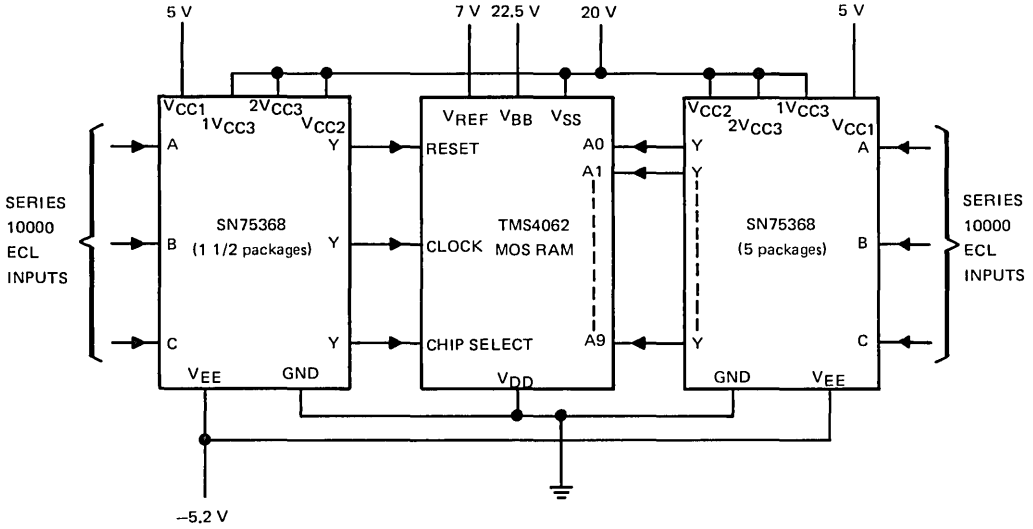 5 V
7 V
22.5 V
20 V
5 V
VCC1
1VCC3
2VCC3
VCC2
VREF
VBB
VSS
VCC2
2VCC3
1VCC3
VCC1
A
Y
RESET
A0
Y
A
A1
Y
SERIES
10000
ECL
INPUTS
SN75368
(1 1/2 packages)
TMS4062
MOS RAM
SN75368
(5 packages)
SERIES
10000
ECL
INPUTS
B
Y
CLOCK
B
C
Y
CHIP SELECT
A9
Y
C
VEE
GND
VDD
GND
VEE
–5.2 V